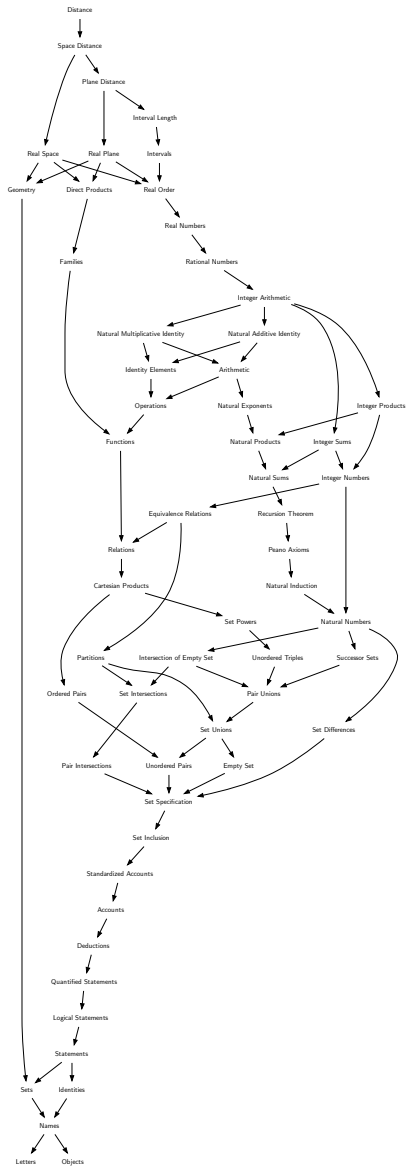 Distance
Space Distance
Plane Distance
Interval Length
Real Space Real Plane Intervals
Geometry Direct Products Real Order
Real Numbers
Families Rational Numbers
Integer Arithmetic
Natural Multiplicative Identity Natural Additive Identity
Identity Elements Arithmetic
Operations Natural Exponents Integer Products
Functions Natural Products Integer Sums
Natural Sums Integer Numbers
Equivalence Relations Recursion Theorem
Relations Peano Axioms
Cartesian Products Natural Induction
Set Powers Natural Numbers
Partitions Intersection of Empty Set Unordered Triples Successor Sets
Ordered Pairs Set Intersections Pair Unions
Set Unions Set Differences
Pair Intersections Unordered Pairs Empty Set
Set Specification
Set Inclusion
Standardized Accounts
Accounts
Deductions
Quantified Statements
Logical Statements
Statements
Sets Identities
Names
Letters Objects